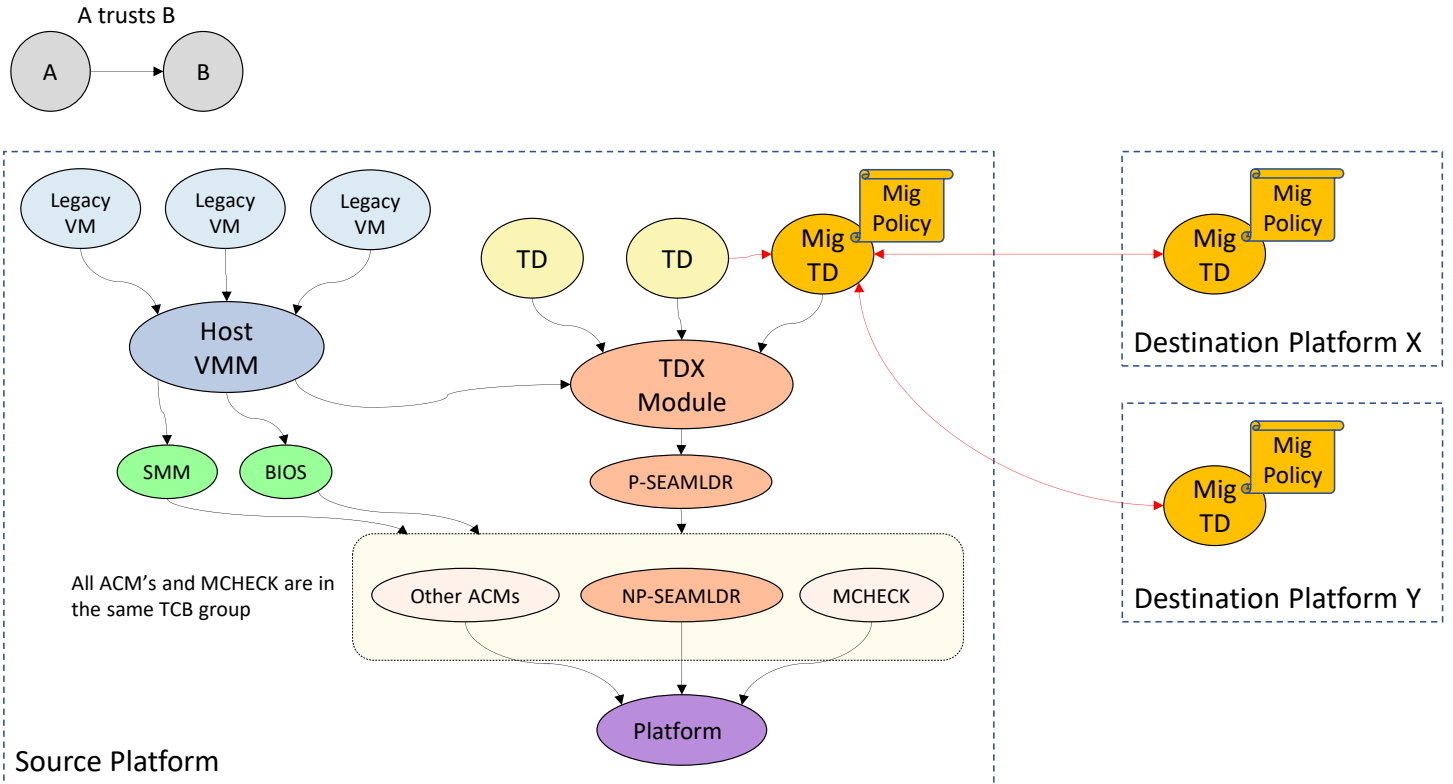 A trusts B
A
B
Legacy
VM
Legacy
VM
Legacy
VM
TD
TD
Mig
TD
Mig
Policy
Host
VMM
TDX
Module
SMM
BIOS
P-SEAMLDR
All ACM's and MCHECK are in
the same TCB group
Other ACMs
NP-SEAMLDR
MCHECK
Platform
Source Platform
Mig
TD
Mig
Policy
Destination Platform X
Mig
TD
Mig
Policy
Destination Platform Y